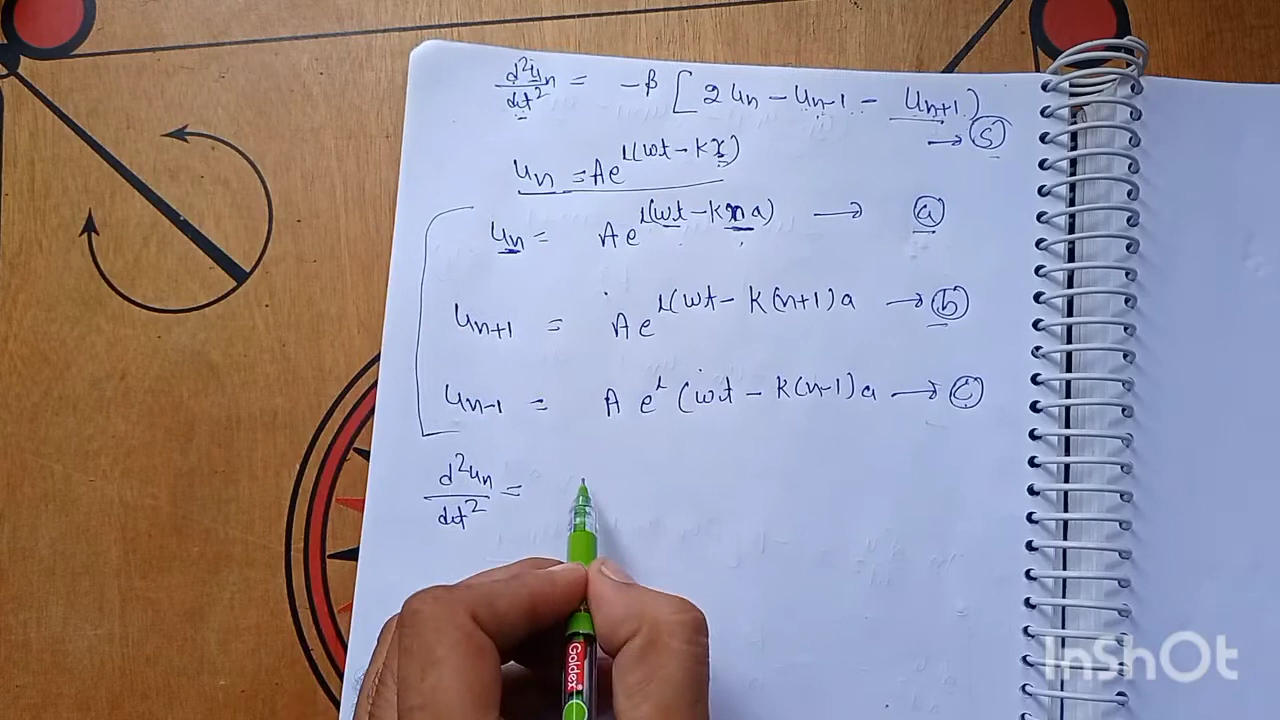 d²uₙ/dt² = -β [2uₙ - uₙ₋₁ - uₙ₊₁)
→ (5)
uₙ = Ae^{i(ωt - kx)}
uₙ = Ae^{i(ωt - kna)} → (a)
uₙ₊₁ = Ae^{i(ωt - k(n+1)a} → (b)
uₙ₋₁ = A e^{i} (ωt - k(n-1)a → (c)
d²uₙ/dt² =
Goldex
InShOt